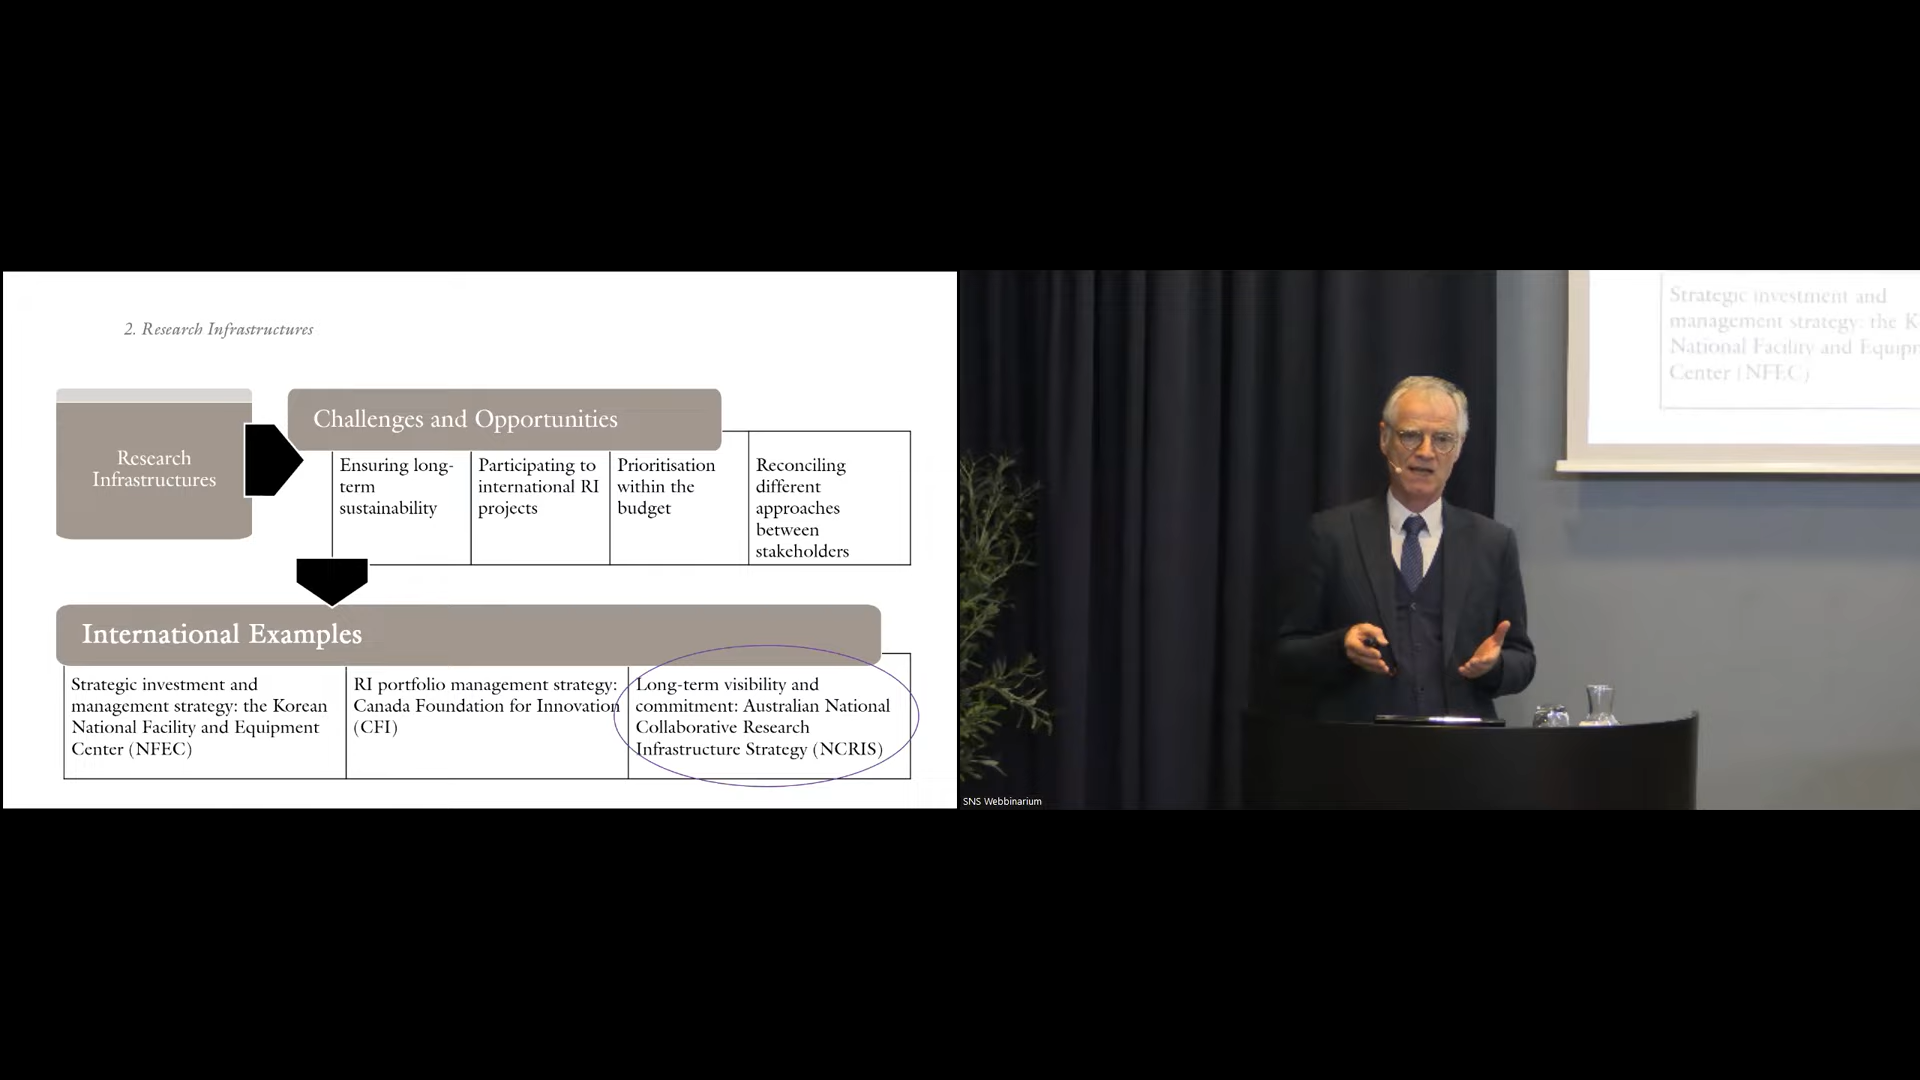 2. Research Infrastructures
Research
Infrastructures
Challenges and Opportunities
Ensuring long-
term
sustainability
Participating to
international RI
projects
Prioritisation
within the
budget
Reconciling
different
approaches
between
stakeholders
International Examples
Strategic investment and
management strategy: the Korean
National Facility and Equipment
Center (NFEC)
RI portfolio management strategy:
Canada Foundation for Innovation
(CFI)
Long-term visibility and
commitment: Australian National
Collaborative Research
Infrastructure Strategy (NCRIS)
Strategic investment and
management strategy: the K
National Facility and Equipm
Center (NFEC)
SNS Webbinarium